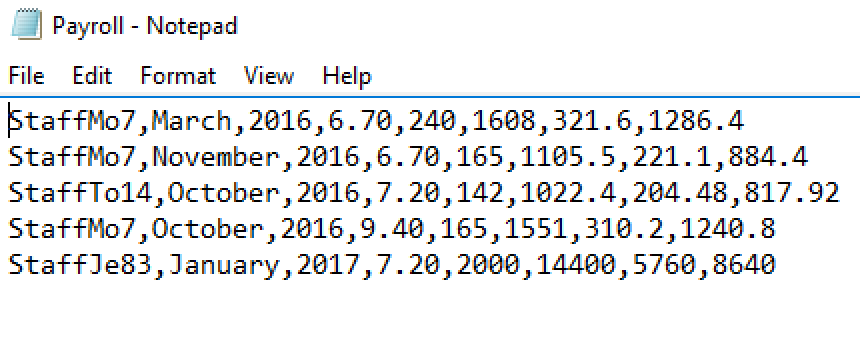 Payroll - Notepad
File Edit Format View Help
StaffMo7,March,2016,6.70,240,1608,321.6,1286.4
StaffMo7,November,2016,6.70,165,1105.5,221.1,884.4
StaffTo14,October,2016,7.20,142,1022.4,204.48,817.92
StaffMo7,October,2016,9.40,165,1551,310.2,1240.8
StaffJe83,January,2017,7.20,2000,14400,5760,8640